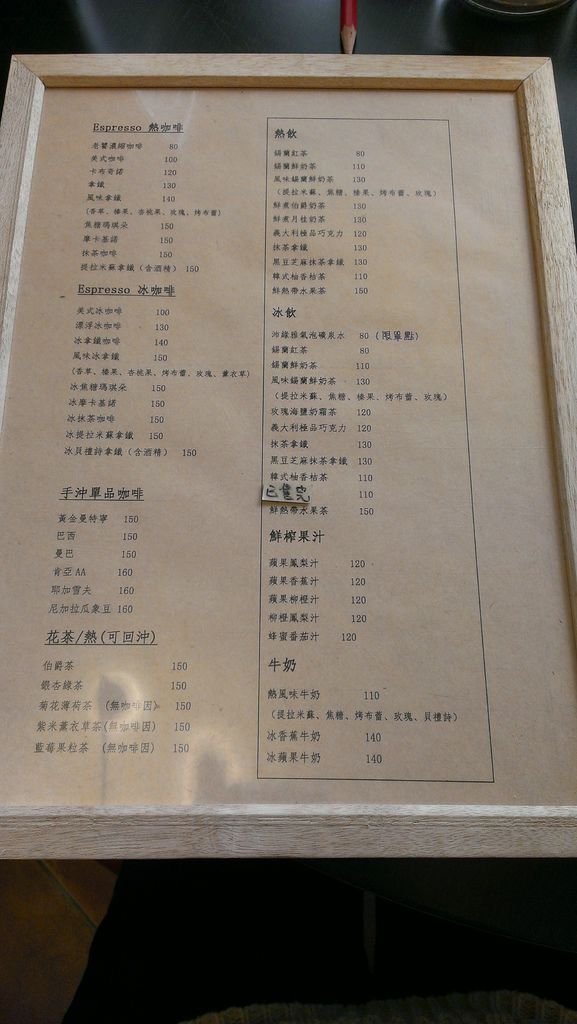 Espresso 熱咖啡
老饕濃縮咖啡 80
美式咖啡 100
卡布奇諾 120
拿鐵 130
風味拿鐵 140
(香草、榛果、杏桃果、玫瑰、烤布蕾)
焦糖瑪琪朵 150
摩卡基諾 150
抹茶咖啡 150
提拉米蘇拿鐵(含酒精) 150
Espresso 冰咖啡
美式冰咖啡 100
漂浮冰咖啡 130
冰拿鐵咖啡 140
風味冰拿鐵 150
(香草、榛果、杏桃果、烤布蕾、玫瑰、薰衣草)
冰焦糖瑪琪朵 150
冰摩卡基諾 150
冰抹茶咖啡 150
冰提拉米蘇拿鐵 150
冰貝禮詩拿鐵(含酒精) 150
手沖單品咖啡
黃金曼特寧 150
巴西 150
曼巴 150
肯亞AA 160
耶加雪夫 160
尼加拉瓜象豆 160
花茶/熱(可回沖)
伯爵茶 150
銀杏綠茶 150
菊花薄荷茶 (無咖啡因) 150
紫米薰衣草茶(無咖啡因) 150
藍莓果粒茶 (無咖啡因) 150
熱飲
錫蘭紅茶 80
錫蘭鮮奶茶 110
風味錫蘭鮮奶茶 130
(提拉米蘇、焦糖、榛果、烤布蕾、玫瑰)
鮮煮伯爵奶茶 130
鮮煮月桂奶茶 130
義大利極品巧克力 120
抹茶拿鐵 130
黑豆芝麻抹茶拿鐵 130
韓式柚香桔茶 110
鮮熱帶水果茶 150
冰飲
沛綠雅氣泡礦泉水 80 (限單點)
錫蘭紅茶 80
錫蘭鮮奶茶 110
風味錫蘭鮮奶茶 130
(提拉米蘇、焦糖、榛果、烤布蕾、玫瑰)
玫瑰海鹽奶霜茶 120
義大利極品巧克力 120
抹茶拿鐵 130
黑豆芝麻抹茶拿鐵 130
韓式柚香桔茶 110
已售完 110
鮮熱帶水果茶 150
鮮榨果汁
蘋果鳳梨汁 120
蘋果香蕉汁 120
蘋果柳橙汁 120
柳橙鳳梨汁 120
蜂蜜番茄汁 120
牛奶
熱風味牛奶 110
(提拉米蘇、焦糖、烤布蕾、玫瑰、貝禮詩)
冰香蕉牛奶 140
冰蘋果牛奶 140